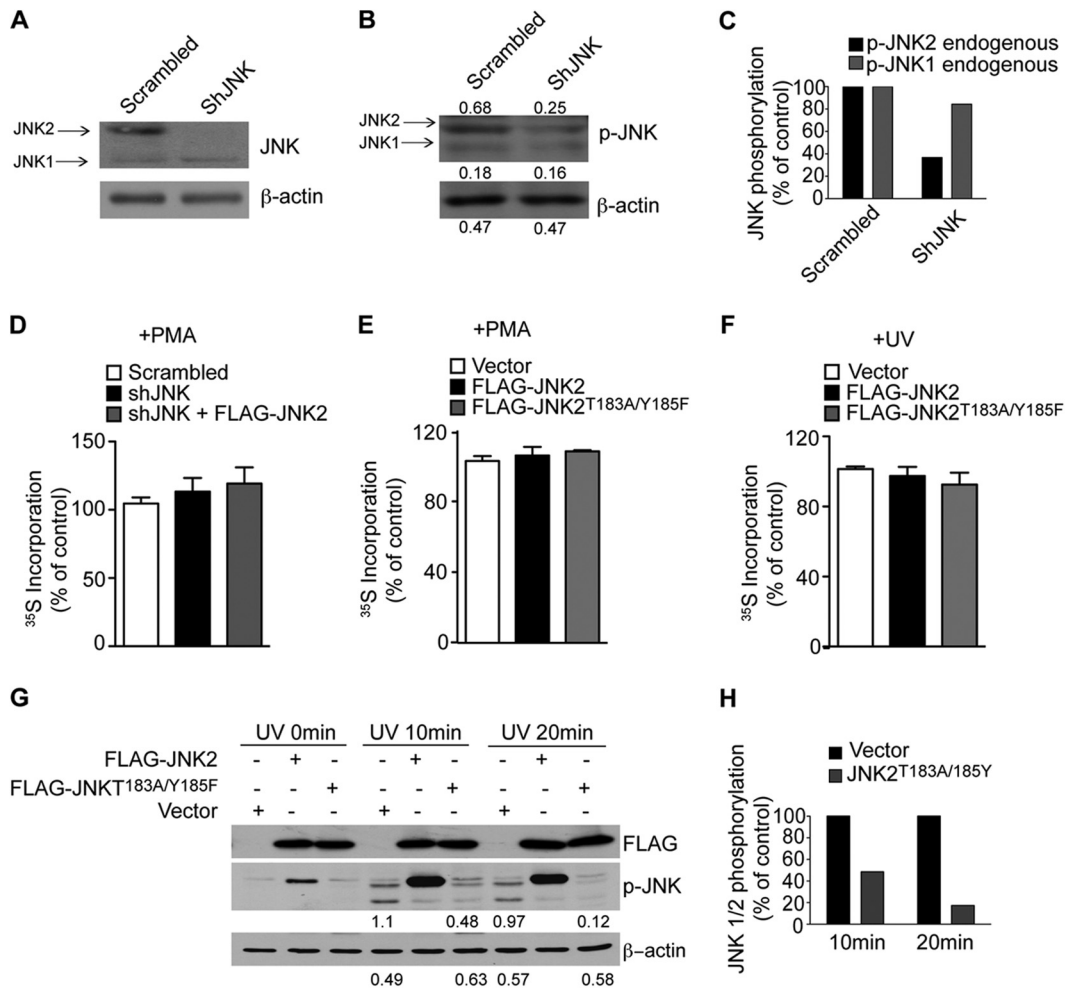 A
Scrambled
ShJNK
JNK2
JNK1
JNK
β-actin
B
Scrambled
ShJNK
0.68 0.25
JNK2
JNK1
p-JNK
0.18 0.16
β-actin
0.47 0.47
C
p-JNK2 endogenous
p-JNK1 endogenous
JNK phosphorylation
(% of control)
100
80
60
40
20
0
Scrambled
ShJNK
D
+PMA
Scrambled
shJNK
shJNK + FLAG-JNK2
35S Incorporation
(% of control)
150
100
50
0
E
+PMA
Vector
FLAG-JNK2
FLAG-JNK2T183A/Y185F
35S Incorporation
(% of control)
120
80
40
0
F
+UV
Vector
FLAG-JNK2
FLAG-JNK2T183A/Y185F
35S Incorporation
(% of control)
120
80
40
0
G
UV 0min UV 10min UV 20min
FLAG-JNK2 - + - - + - - + -
FLAG-JNKT183A/Y185F - - + - - + - - +
Vector + - - + - - + - -
FLAG
p-JNK
1.1 0.48 0.97 0.12
β-actin
0.49 0.63 0.57 0.58
H
Vector
JNK2T183A/185Y
JNK 1/2 phosphorylation
(% of control)
100
80
60
40
20
0
10min 20min